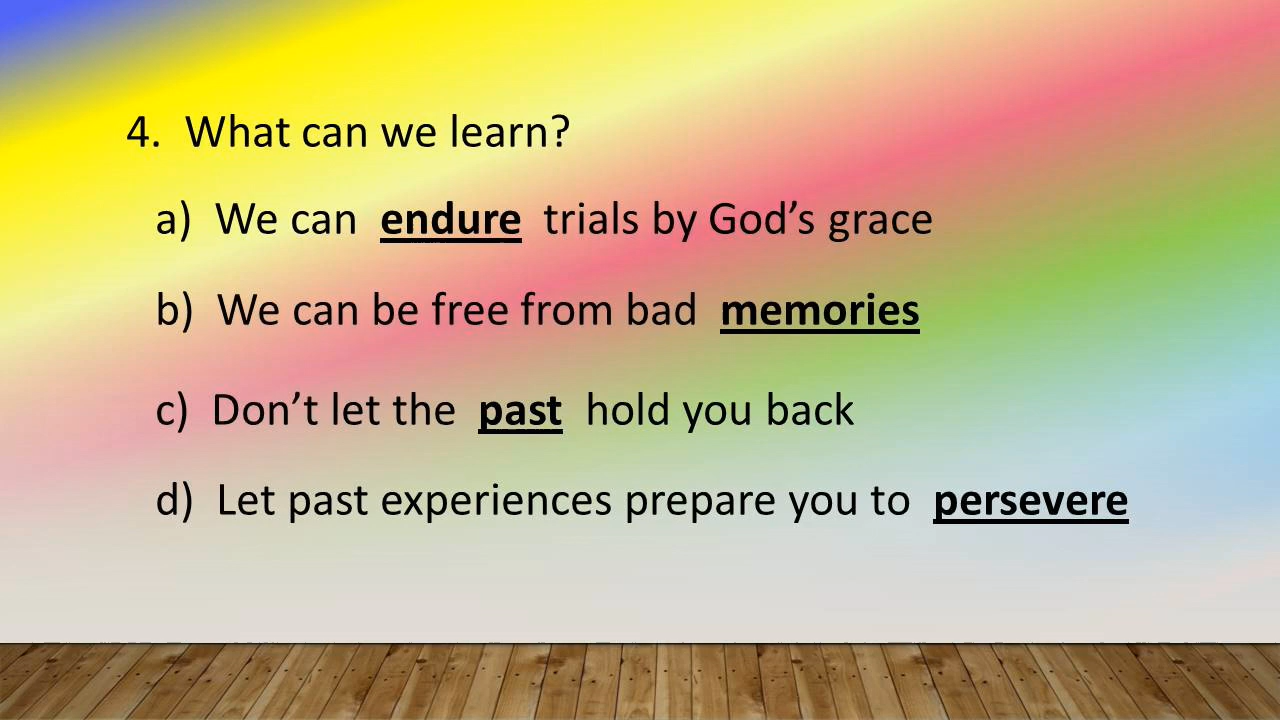 4. What can we learn?
a) We can endure trials by God’s grace
b) We can be free from bad memories
c) Don’t let the past hold you back
d) Let past experiences prepare you to persevere